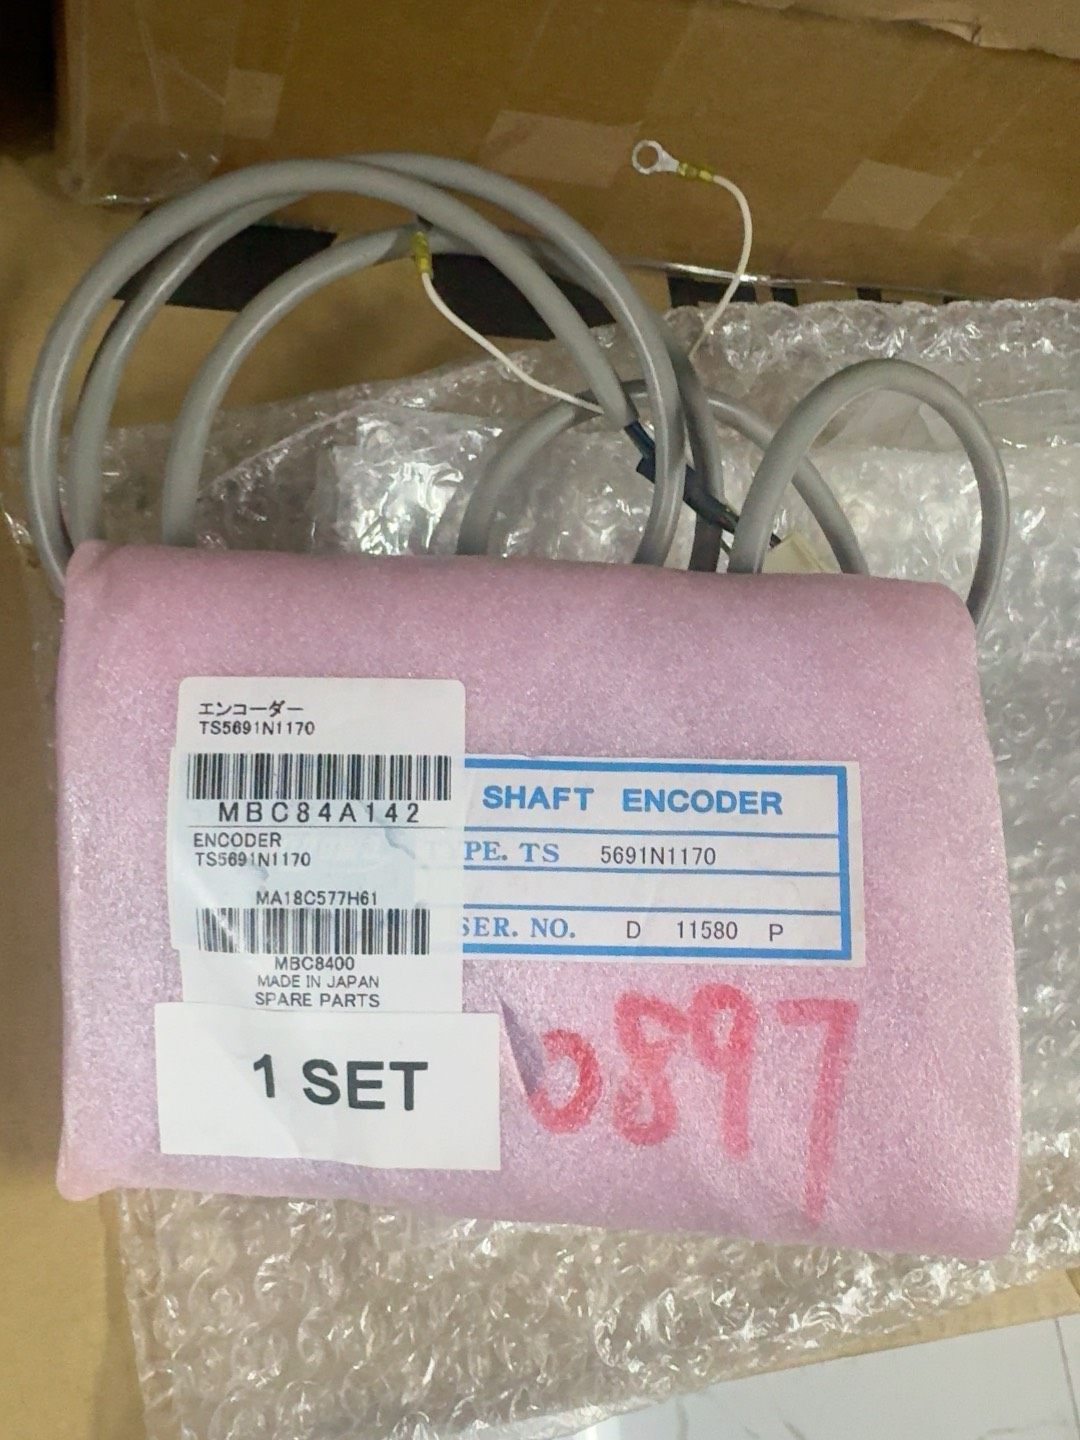 エンコーダー
TS5691N1170
MBC84A142
ENCODER
TS5691N1170
MA18C577H61
MBC8400
MADE IN JAPAN
SPARE PARTS
1 SET
SHAFT ENCODER
PE. TS 5691N1170
SER. NO. D 11580 P
0897